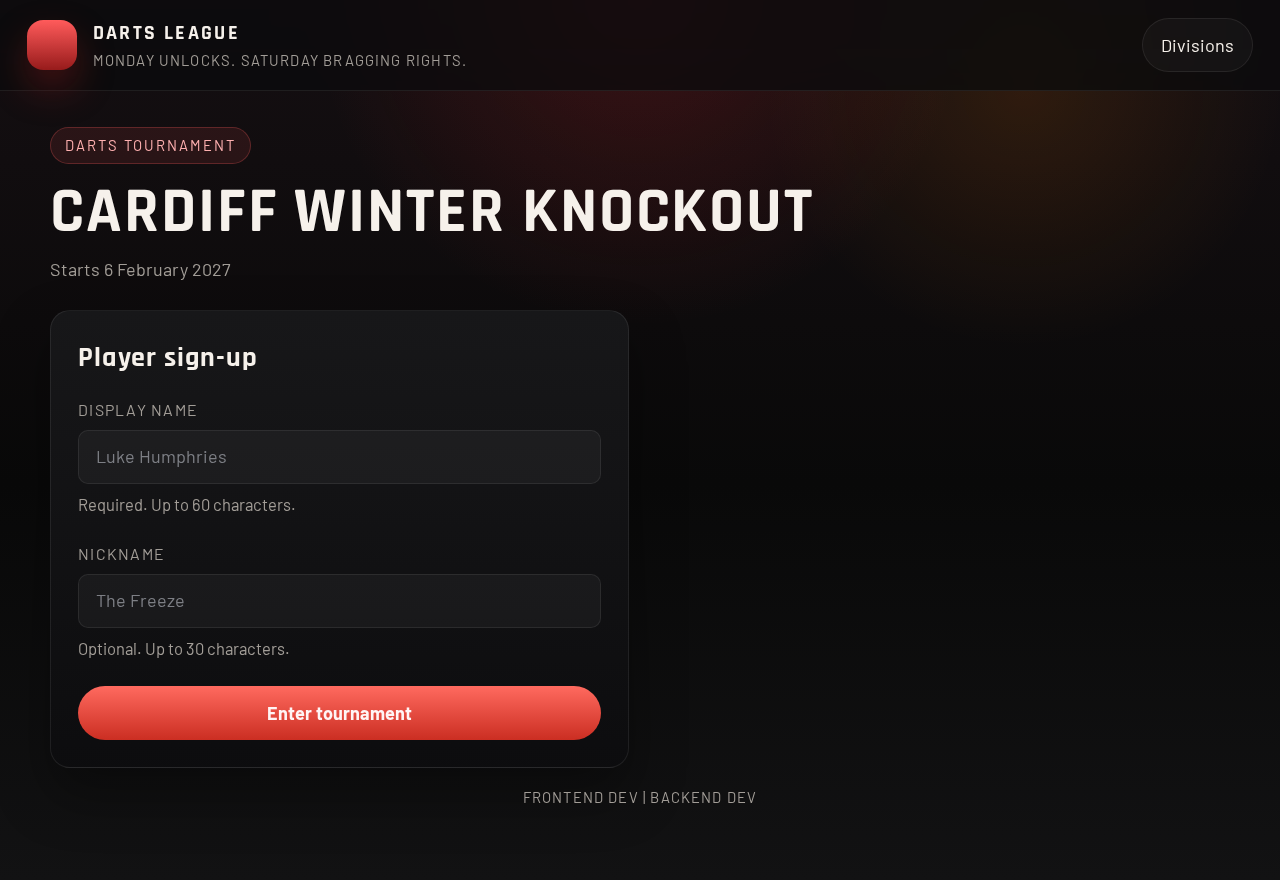 DARTS LEAGUE
MONDAY UNLOCKS. SATURDAY BRAGGING RIGHTS.
Divisions
DARTS TOURNAMENT
CARDIFF WINTER KNOCKOUT
Starts 6 February 2027
Player sign-up
DISPLAY NAME
Luke Humphries
Required. Up to 60 characters.
NICKNAME
The Freeze
Optional. Up to 30 characters.
Enter tournament
FRONTEND DEV | BACKEND DEV